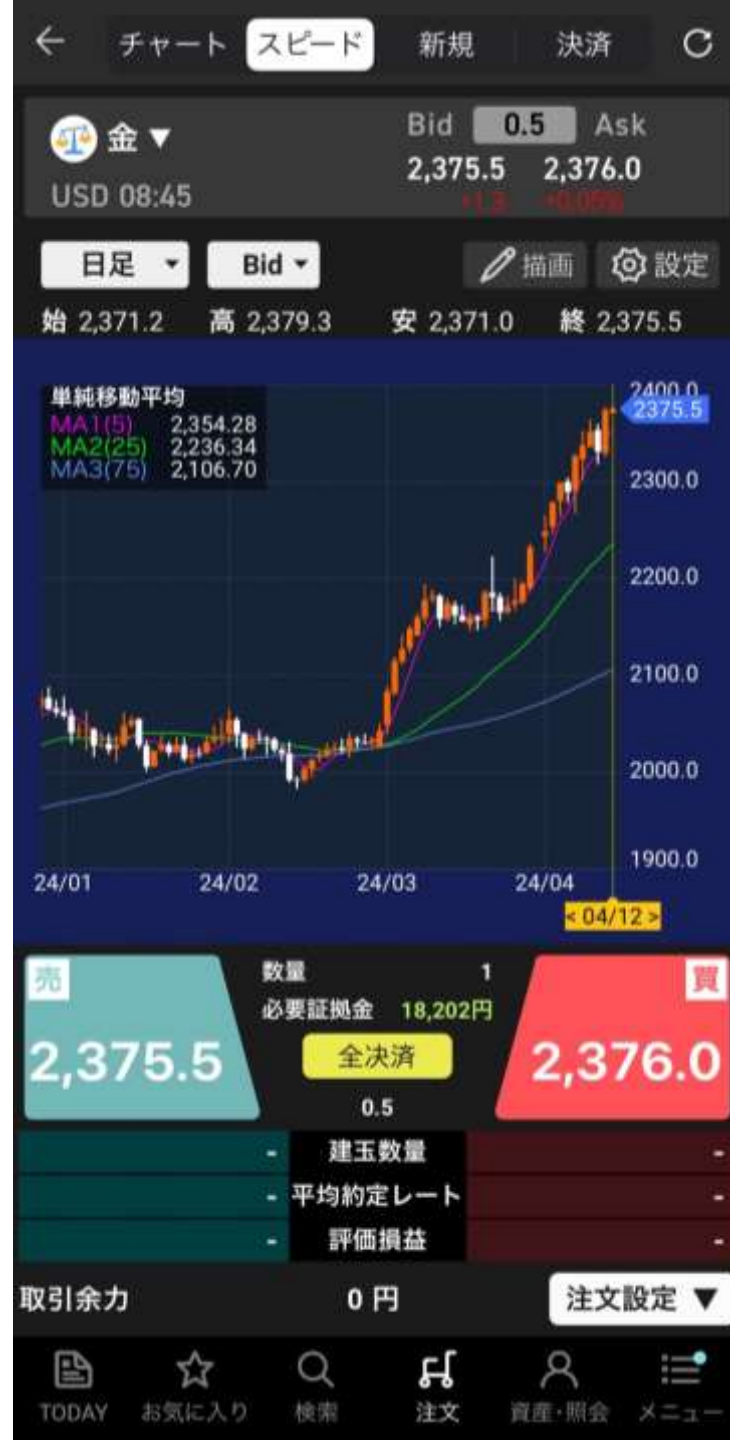 チャート スピード 新規 決済
金 ▼ Bid 0.5 Ask
2,375.5 2,376.0
USD 08:45 +1.3 +0.05%
日足 Bid 描画 設定
始 2,371.2 高 2,379.3 安 2,371.0 終 2,375.5
単純移動平均
MA1(5) 2,354.28
MA2(25) 2,236.34
MA3(75) 2,106.70
2400.0
2375.5
2300.0
2200.0
2100.0
2000.0
1900.0
24/01 24/02 24/03 24/04
< 04/12 >
売 数量 1 買
必要証拠金 18,202円
2,375.5 全決済 2,376.0
0.5
- 建玉数量 -
- 平均約定レート -
- 評価損益 -
取引余力 0 円 注文設定 ▼
TODAY お気に入り 検索 注文 資産・照会 メニュー